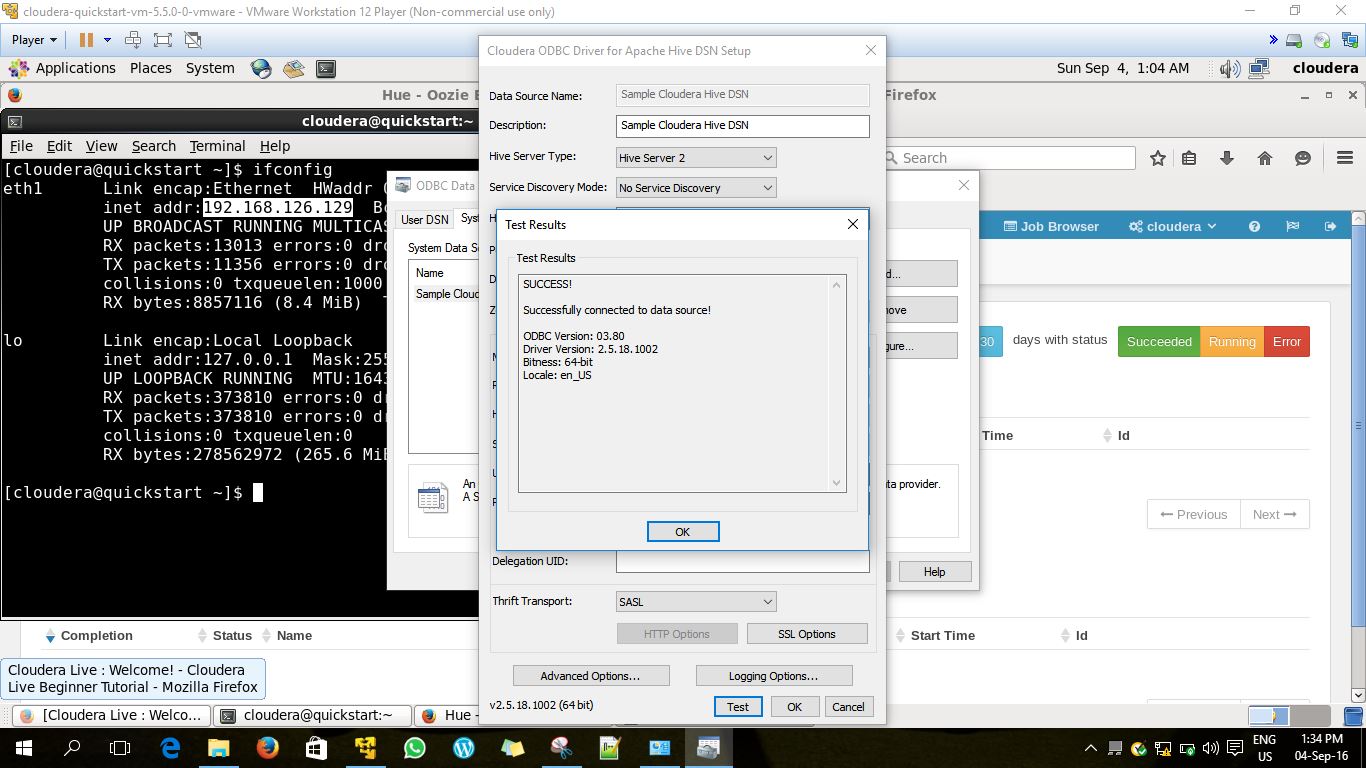 cloudera-quickstart-vm-5.5.0-0-vmware - VMware Workstation 12 Player (Non-commercial use only)
Player
Applications Places System
Sun Sep 4, 1:04 AM cloudera
Hue - Oozie E
Firefox
cloudera@quickstart:~
File Edit View Search Terminal Help
[cloudera@quickstart ~]$ ifconfig
eth1 Link encap:Ethernet HWaddr
inet addr:192.168.126.129
UP BROADCAST RUNNING MULTICAS
RX packets:13013 errors:0 dro
TX packets:11356 errors:0 dro
collisions:0 txqueuelen:1000
RX bytes:8857116 (8.4 MiB)
lo Link encap:Local Loopback
inet addr:127.0.0.1 Mask:255
UP LOOPBACK RUNNING MTU:1643
RX packets:373810 errors:0 dr
TX packets:373810 errors:0 dr
collisions:0 txqueuelen:0
RX bytes:278562972 (265.6 MiB
[cloudera@quickstart ~]$
ODBC Data
User DSN Sys
System Data S
Name
Sample Cloud
d...
ove
gure...
An
A S
ta provider.
Help
Cloudera ODBC Driver for Apache Hive DSN Setup
Data Source Name: Sample Cloudera Hive DSN
Description: Sample Cloudera Hive DSN
Hive Server Type: Hive Server 2
Service Discovery Mode: No Service Discovery
Test Results
Test Results
SUCCESS!
Successfully connected to data source!
ODBC Version: 03.80
Driver Version: 2.5.18.1002
Bitness: 64-bit
Locale: en_US
OK
Delegation UID:
Thrift Transport: SASL
HTTP Options SSL Options
Advanced Options... Logging Options...
v2.5.18.1002 (64 bit) Test OK Cancel
Search
Job Browser cloudera
30 days with status Succeeded Running Error
Time Id
Previous Next
Completion Status Name
Start Time Id
Cloudera Live : Welcome! - Cloudera
Live Beginner Tutorial - Mozilla Firefox
[Cloudera Live : Welco... cloudera@quickstart:~ Hue -
ENG
US
1:34 PM
04-Sep-16